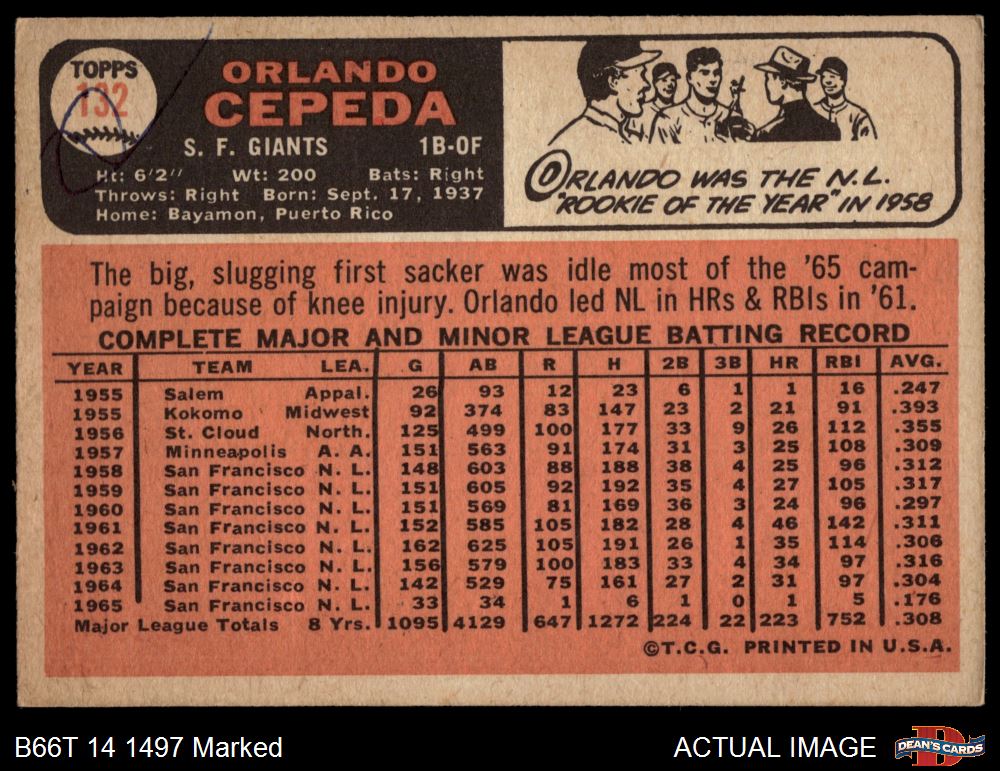 TOPPS
132
ORLANDO
CEPEDA
S. F. GIANTS 1B-OF
Ht: 6'2" Wt: 200 Bats: Right
Throws: Right Born: Sept. 17, 1937
Home: Bayamon, Puerto Rico
ORLANDO WAS THE N.L.
"ROOKIE OF THE YEAR" IN 1958
The big, slugging first sacker was idle most of the '65 cam-
paign because of knee injury. Orlando led NL in HRs & RBIs in '61.
COMPLETE MAJOR AND MINOR LEAGUE BATTING RECORD
YEAR TEAM LEA. G AB R H 2B 3B HR RBI AVG.
1955 Salem Appal. 26 93 12 23 6 1 1 16 .247
1955 Kokomo Midwest 92 374 83 147 23 2 21 91 .393
1956 St. Cloud North. 125 499 100 177 33 9 26 112 .355
1957 Minneapolis A. A. 151 563 91 174 31 3 25 108 .309
1958 San Francisco N. L. 148 603 88 188 38 4 25 96 .312
1959 San Francisco N. L. 151 605 92 192 35 4 27 105 .317
1960 San Francisco N. L. 151 569 81 169 36 3 24 96 .297
1961 San Francisco N. L. 152 585 105 182 28 4 46 142 .311
1962 San Francisco N. L. 162 625 105 191 26 1 35 114 .306
1963 San Francisco N. L. 156 579 100 183 33 4 34 97 .316
1964 San Francisco N. L. 142 529 75 161 27 2 31 97 .304
1965 San Francisco N. L. 33 34 1 6 1 0 1 5 .176
Major League Totals 8 Yrs. 1095 4129 647 1272 224 22 223 752 .308
©T.C.G. PRINTED IN U.S.A.
B66T 14 1497 Marked ACTUAL IMAGE DEAN'S CARDS